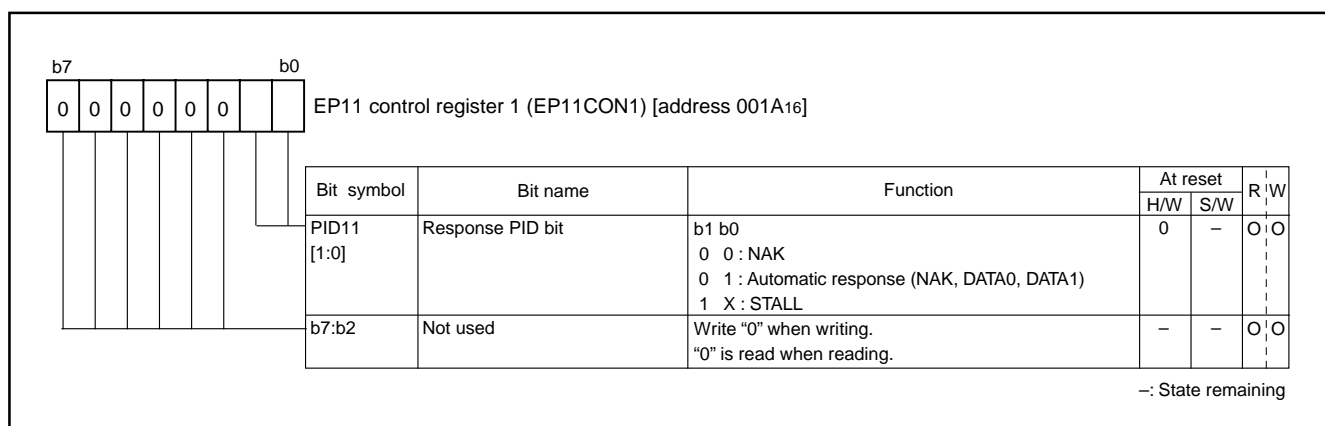 b7 b0
0 0 0 0 0 0 EP11 control register 1 (EP11CON1) [address 001A16]
Bit symbol Bit name Function At reset R W
H/W S/W
PID11 Response PID bit b1 b0 0 – O O
[1:0] 0 0 : NAK
0 1 : Automatic response (NAK, DATA0, DATA1)
1 X : STALL
b7:b2 Not used Write “0” when writing. – – O O
“0” is read when reading.
–: State remaining